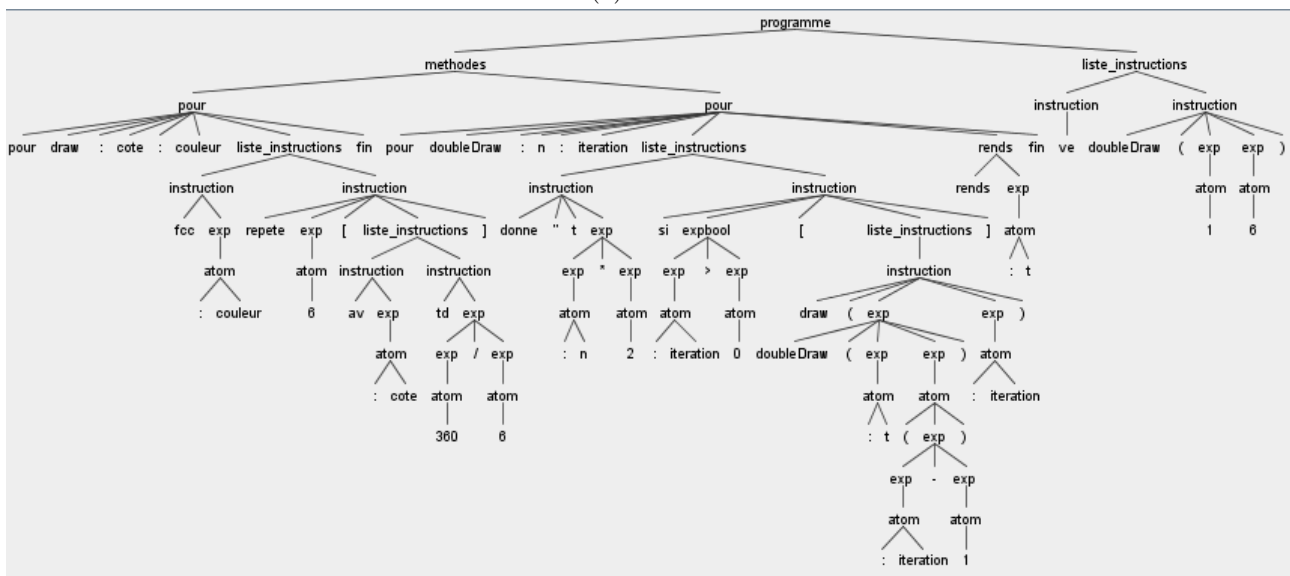 programme
methodes liste_instructions
pour pour instruction instruction
pour draw : cote : couleur liste_instructions fin pour doubleDraw : n : iteration liste_instructions rends fin ve doubleDraw ( exp exp )
instruction instruction instruction instruction rends exp atom atom
fcc exp repete exp [ liste_instructions ] donne " t exp si expbool [ liste_instructions ] atom 1 6
atom atom instruction instruction exp * exp exp > exp instruction : t
: couleur 6 av exp td exp atom atom atom atom draw ( exp exp )
atom exp / exp : n 2 : iteration 0 doubleDraw ( exp exp ) atom
: cote atom atom atom atom : iteration
360 6 : t ( exp )
exp - exp
atom atom
: iteration 1